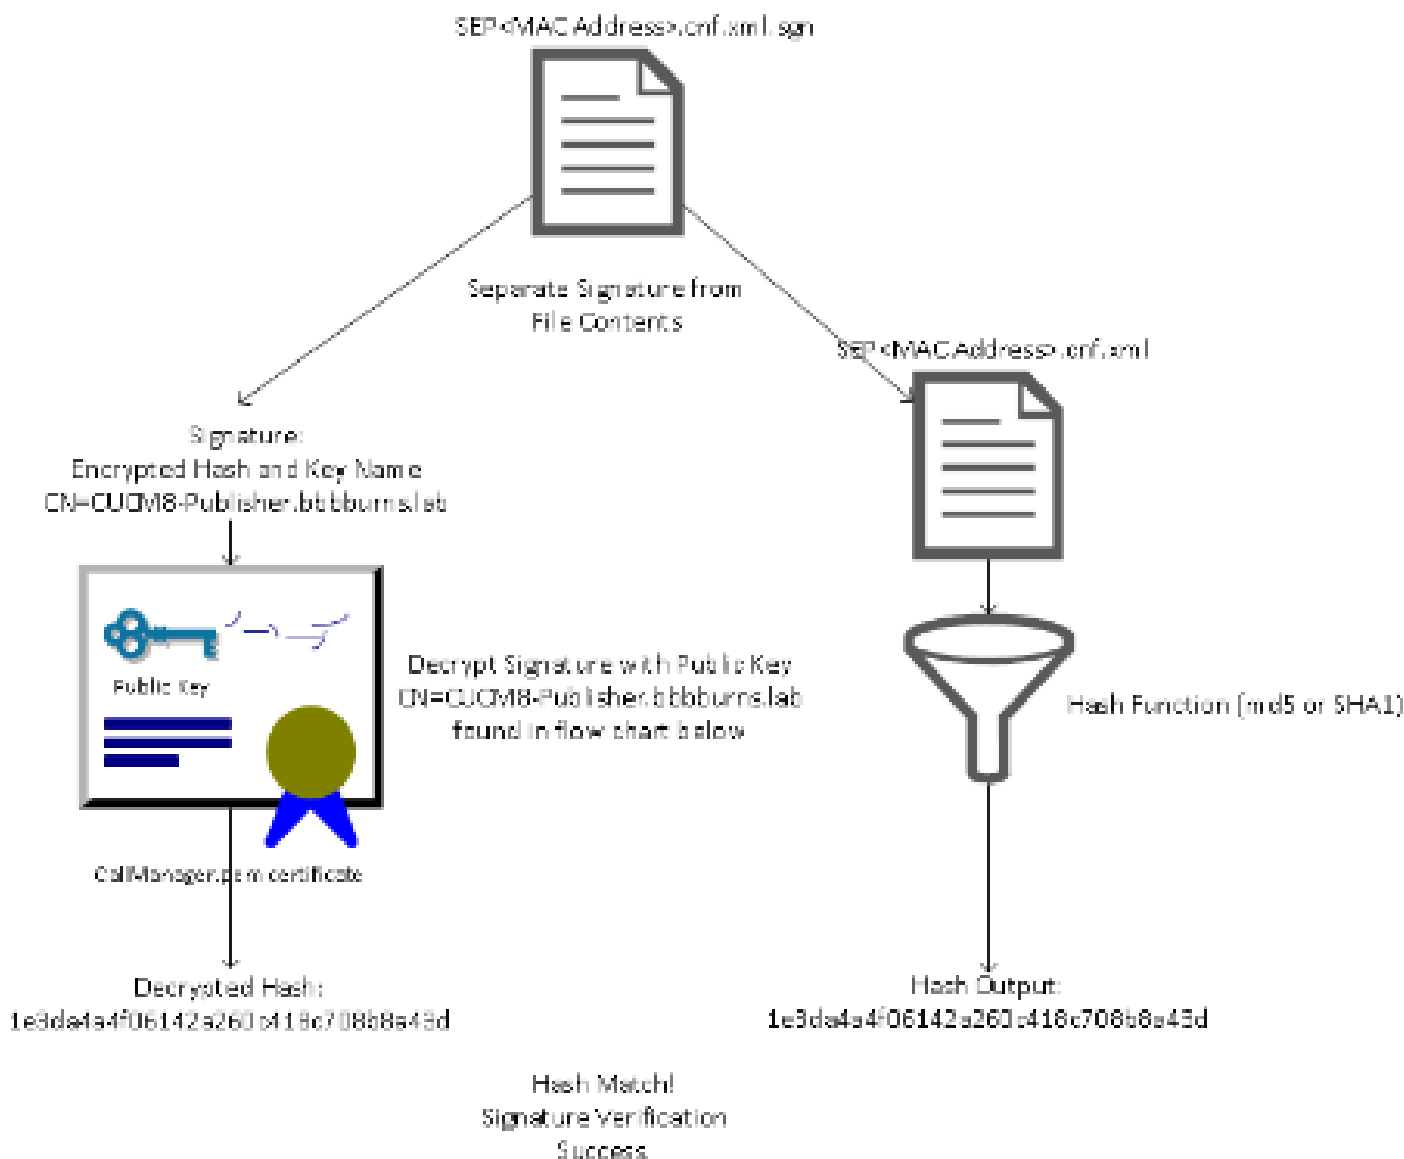 SEP<MAC Address>.cnf.xml.sgn
Separate Signature from
File Contents
SEP<MAC Address>.cnf.xml
Signature:
Encrypted Hash and Key Name
CN=CUCM8-Publisher.bbbburns.lab
Public Key
Decrypt Signature with Public Key
CN=CUCM8-Publisher.bbbburns.lab
found in flow chart below
Hash Function (md5 or SHA1)
CallManager.pem certificate
Decrypted Hash:
Hash Output:
Hash Match!
Signature Verification
Success